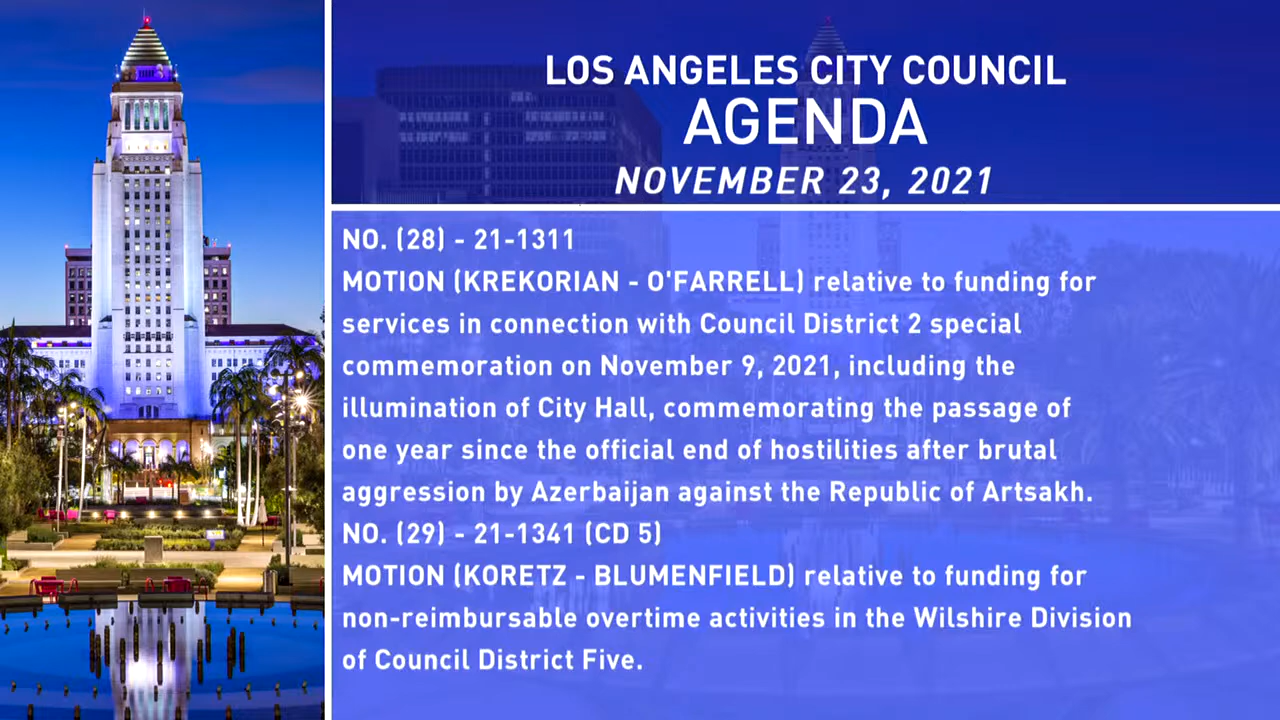 LOS ANGELES CITY COUNCIL
AGENDA
NOVEMBER 23, 2021
NO. (28) - 21-1311
MOTION (KREKORIAN - O'FARRELL) relative to funding for
services in connection with Council District 2 special
commemoration on November 9, 2021, including the
illumination of City Hall, commemorating the passage of
one year since the official end of hostilities after brutal
aggression by Azerbaijan against the Republic of Artsakh.
NO. (29) - 21-1341 (CD 5)
MOTION (KORETZ - BLUMENFIELD) relative to funding for
non-reimbursable overtime activities in the Wilshire Division
of Council District Five.